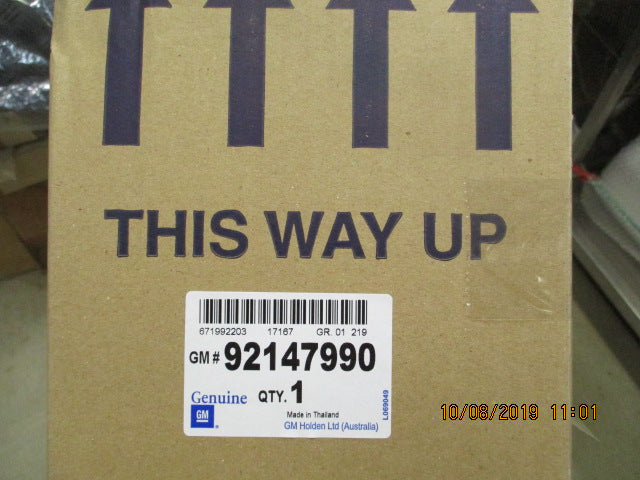 THIS WAY UP
671992203 17167 GR. 01 219
GM # 92147990
Genuine QTY. 1
GM
Made in Thailand
GM Holden Ltd (Australia)
L069049
10/08/2019 11:01